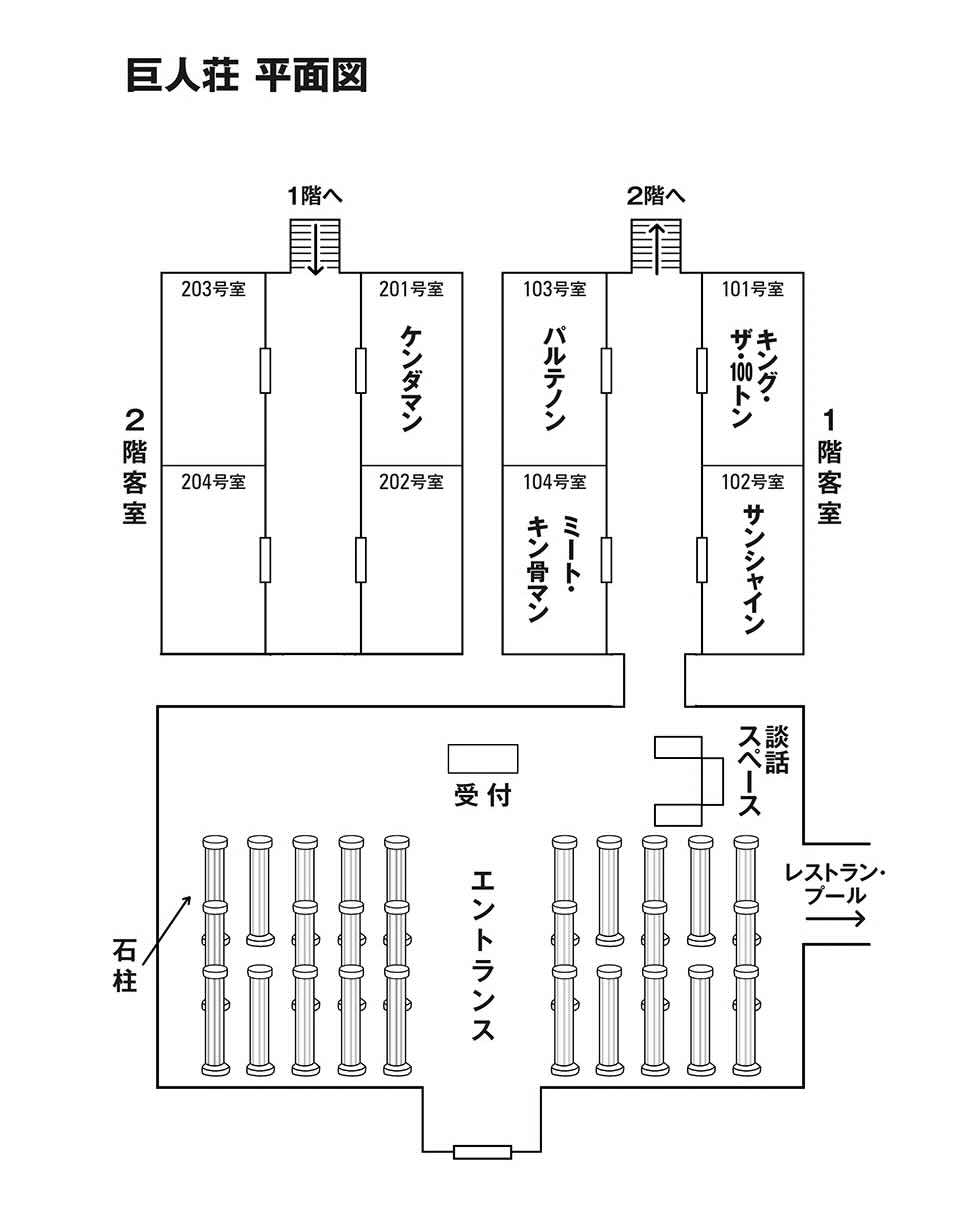 巨人荘 平面図
1階へ
2階へ
203号室
201号室
ケンダマン
103号室
パルテノン
101号室
キング・
ザ・100トン
2階客室
1階客室
204号室
202号室
104号室
ミート・
キン骨マン
102号室
サンシャイン
受付
談話
スペース
エントランス
レストラン・
プール
石柱